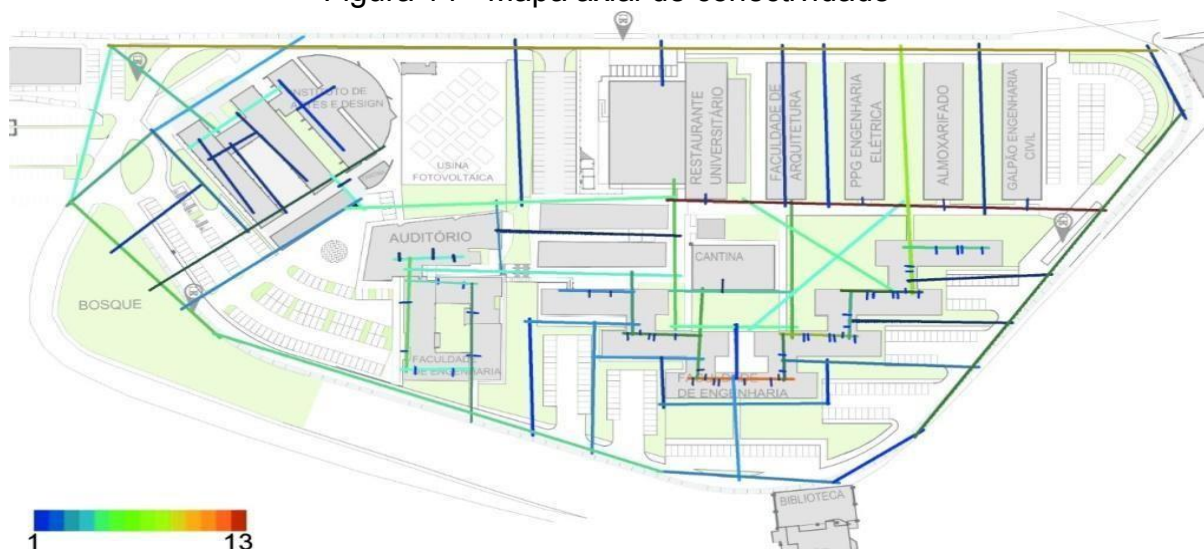 Figura 14 - Mapa axial de conectividade
INSTITUTO DE
ARTES E DESIGN
USINA
FOTOVOLTAICA
RESTAURANTE
UNIVERSITÁRIO
FACULDADE DE
ARQUITETURA
PPG ENGENHARIA
ELÉTRICA
ALMOXARIFADO
GALPÃO ENGENHARIA
CIVIL
AUDITÓRIO
CANTINA
BOSQUE
FACULDADE
DE ENGENHARIA
FACULDADE
DE ENGENHARIA
BIBLIOTECA
1
13